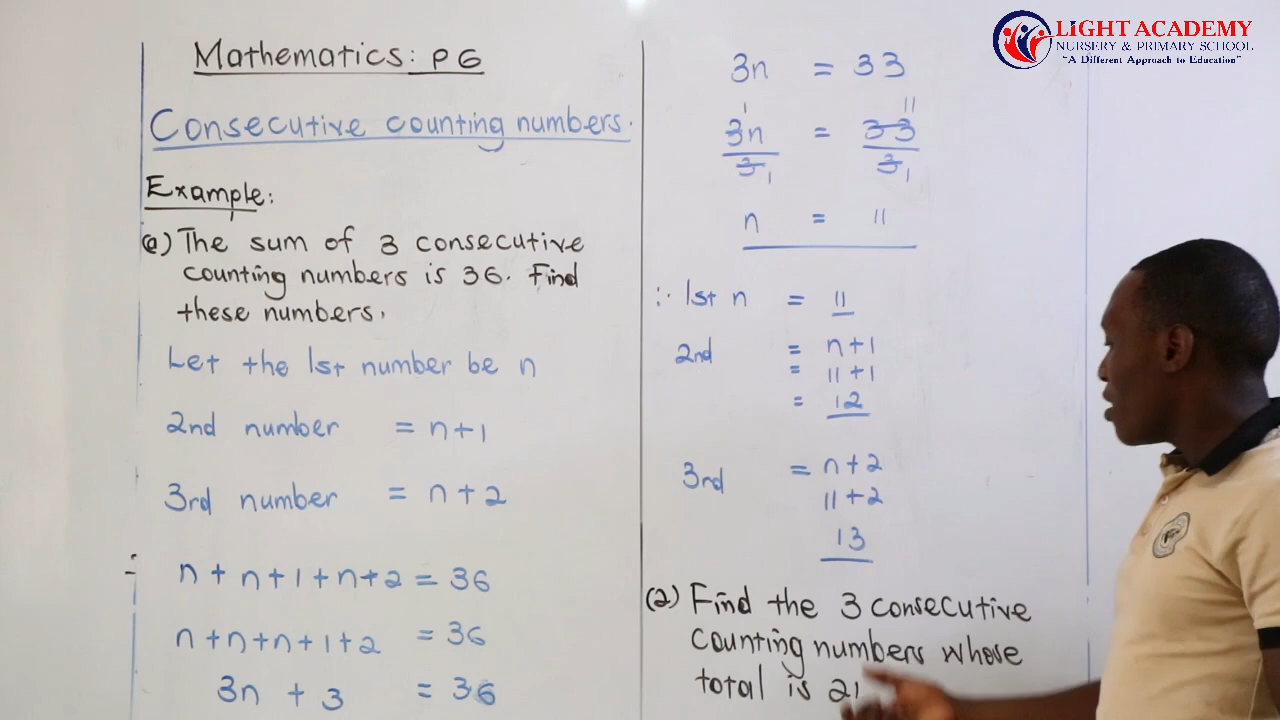 Mathematics: P6
Consecutive counting numbers.
Example:
(a) The sum of 3 consecutive
counting numbers is 36. Find
these numbers.
Let the 1st number be n
2nd number = n+1
3rd number = n+2
∴ n + n+1+n+2 = 36
n+n+n+1+2 = 36
3n + 3 = 36
3n = 33
1 11
3n = 33
3 1 3 1
n = 11
∴ 1st n = 11
2nd = n+1
= 11+1
= 12
3rd = n+2
11+2
13
(2) Find the 3 consecutive
counting numbers whose
total is 21
LIGHT ACADEMY
NURSERY & PRIMARY SCHOOL
"A Different Approach to Education"